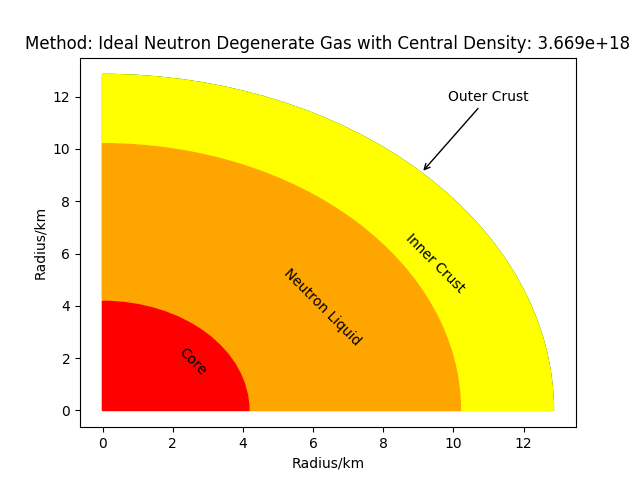 Method: Ideal Neutron Degenerate Gas with Central Density: 3.669e+18
Outer Crust
Inner Crust
Neutron Liquid
Core
Radius/km
12
10
8
6
4
2
0
0 2 4 6 8 10 12
Radius/km